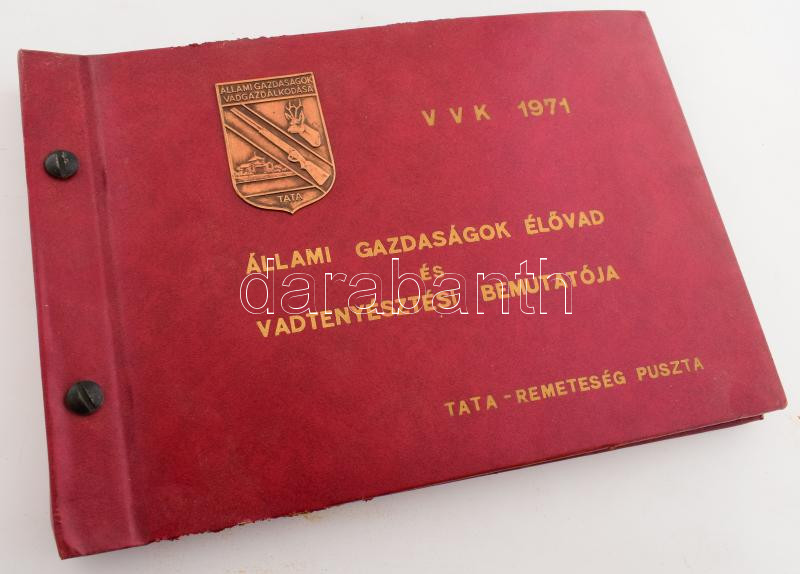 ÁLLAMI GAZDASÁGOK
VADGAZDÁLKODÁSA
TATA
V V K 1971
ÁLLAMI GAZDASÁGOK ÉLŐVAD
ÉS
VADTENYÉSZTÉSI BEMUTATÓJA
TATA - REMETESÉG PUSZTA
darabanth